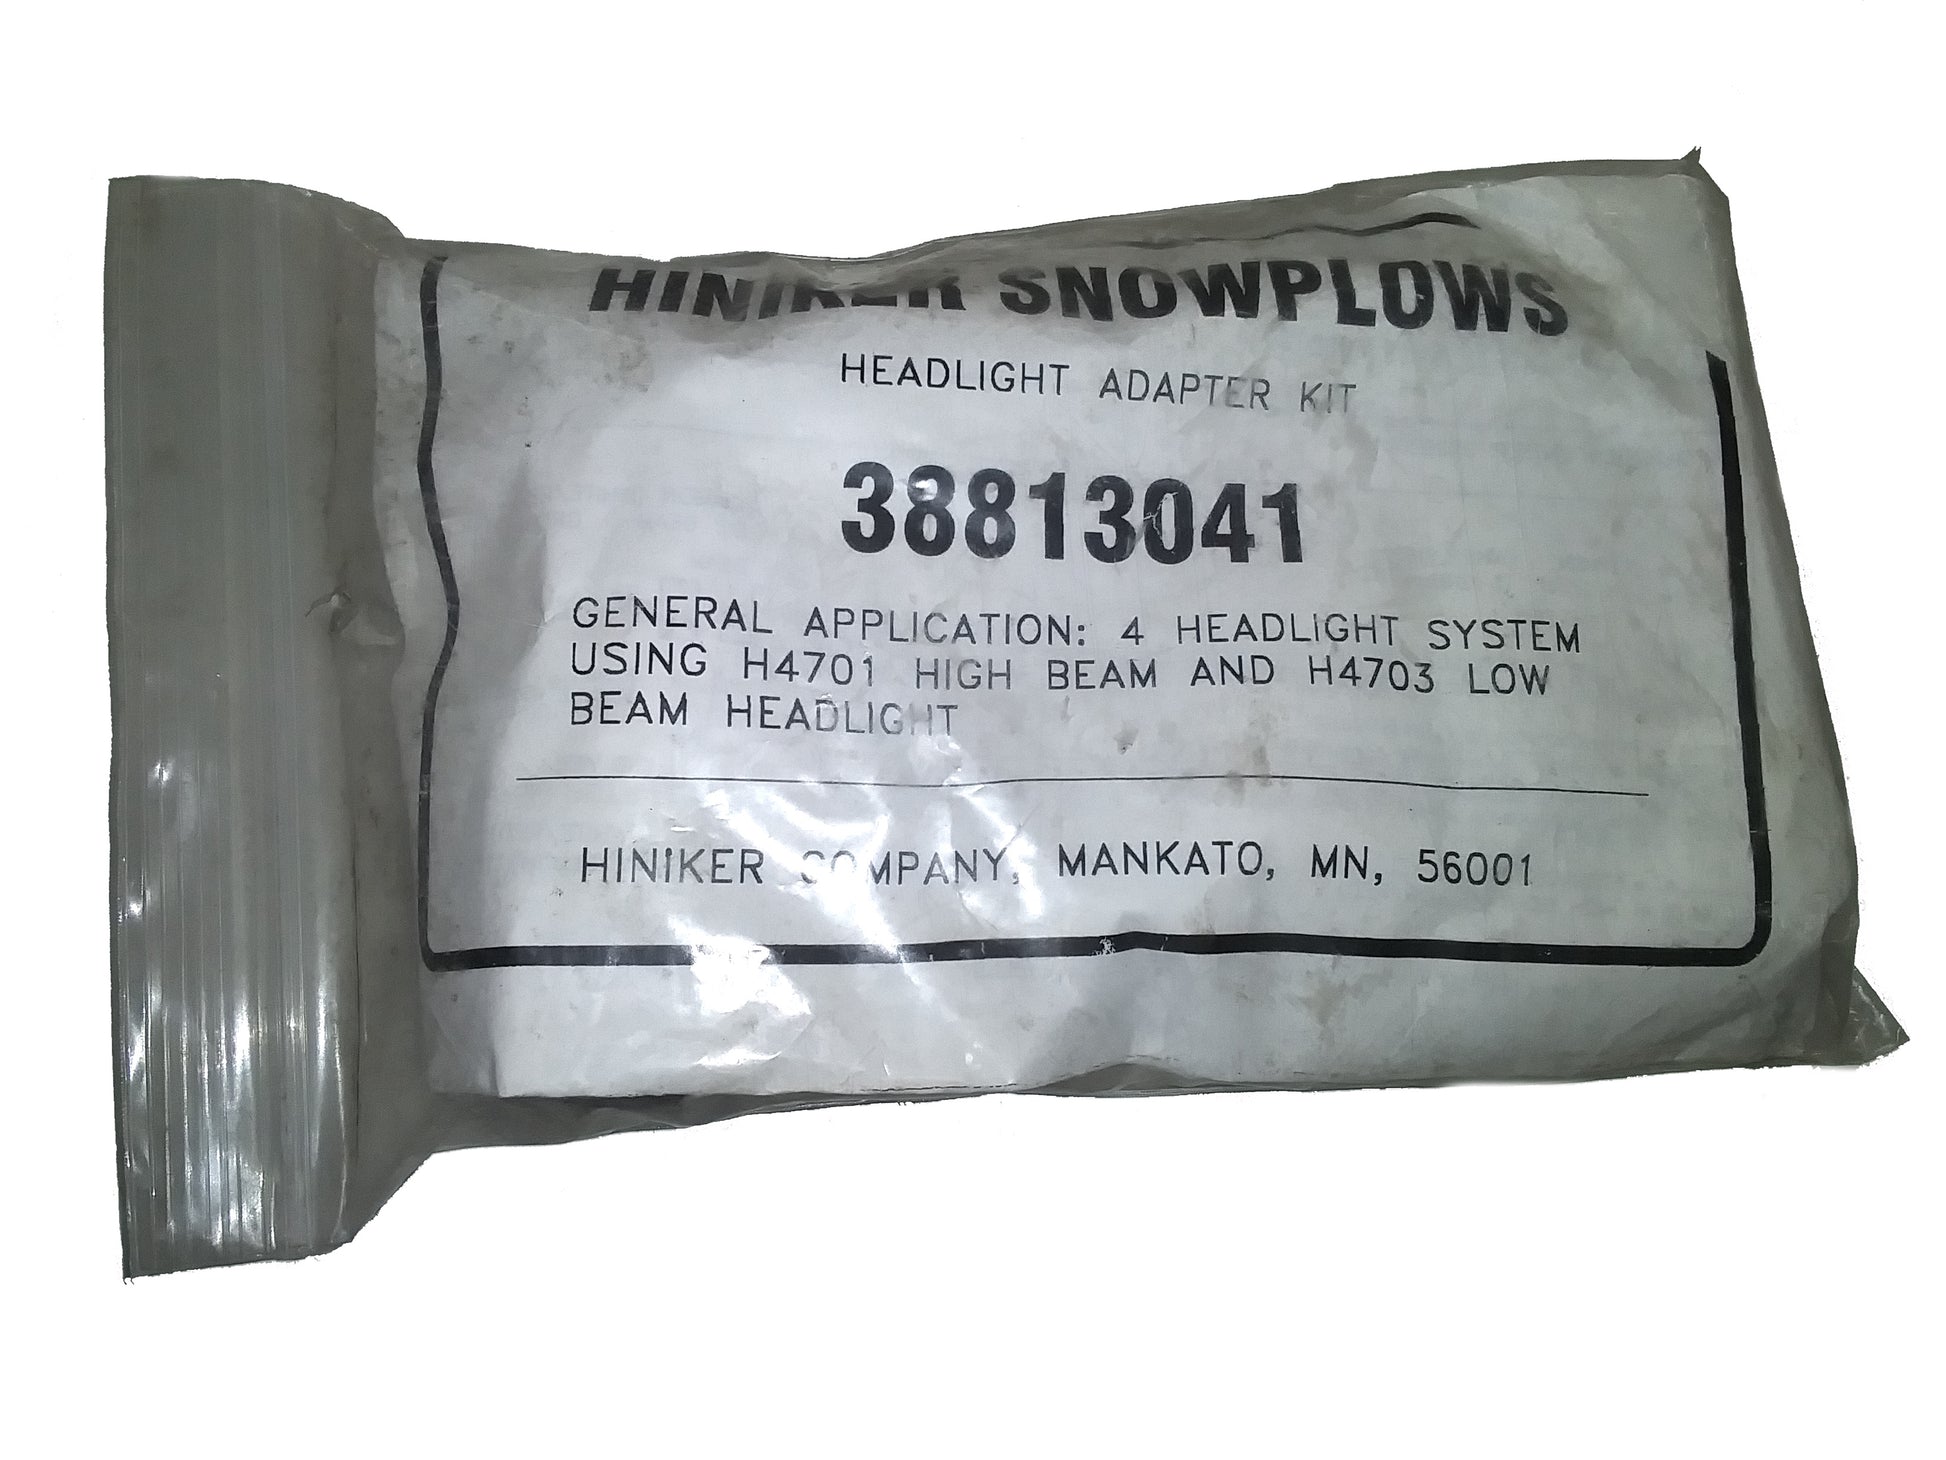 HINIKER SNOWPLOWS
HEADLIGHT ADAPTER KIT
38813041
GENERAL APPLICATION: 4 HEADLIGHT SYSTEM
USING H4701 HIGH BEAM AND H4703 LOW
BEAM HEADLIGHT
HINIKER COMPANY, MANKATO, MN, 56001